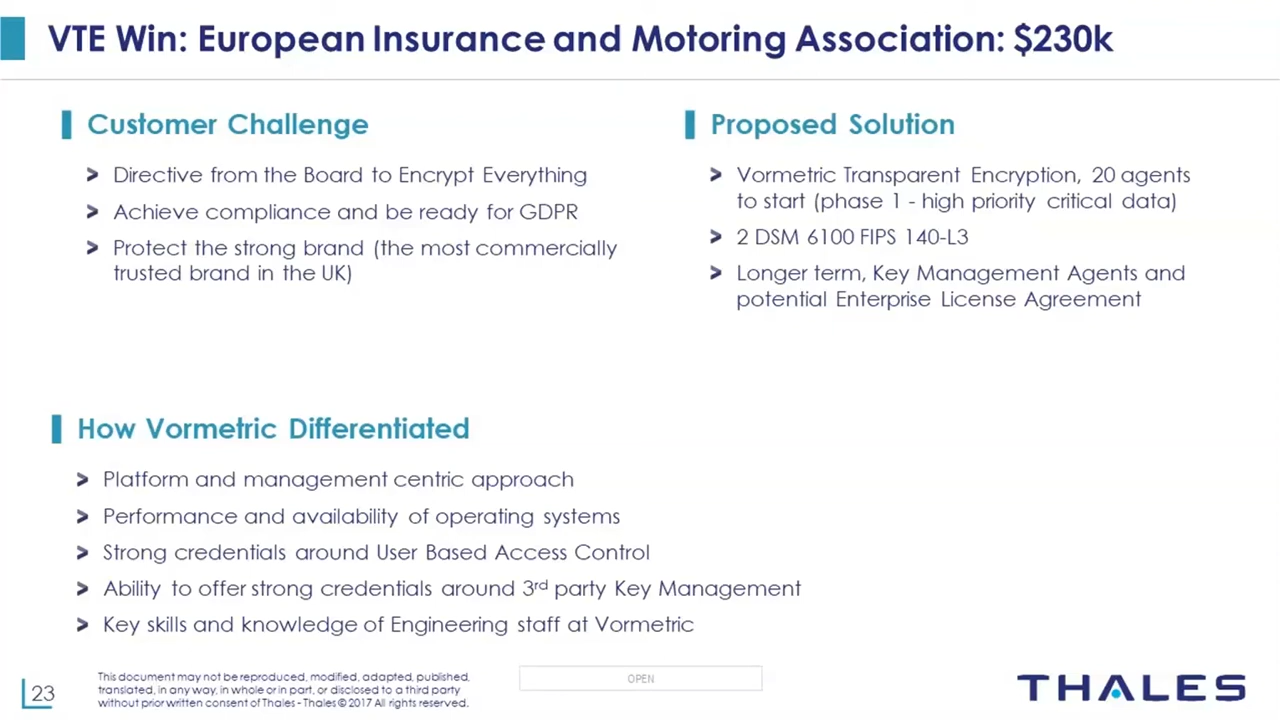 VTE Win: European Insurance and Motoring Association: $230k
Customer Challenge
> Directive from the Board to Encrypt Everything
> Achieve compliance and be ready for GDPR
> Protect the strong brand (the most commercially
trusted brand in the UK)
Proposed Solution
> Vormetric Transparent Encryption, 20 agents
to start (phase 1 - high priority critical data)
> 2 DSM 6100 FIPS 140-L3
> Longer term, Key Management Agents and
potential Enterprise License Agreement
How Vormetric Differentiated
> Platform and management centric approach
> Performance and availability of operating systems
> Strong credentials around User Based Access Control
> Ability to offer strong credentials around 3rd party Key Management
> Key skills and knowledge of Engineering staff at Vormetric
23
This document may not be reproduced, modified, adapted, published,
translated, in any way, in whole or in part, or disclosed to a third party
without prior written consent of Thales - Thales © 2017 All rights reserved.
OPEN
THALES